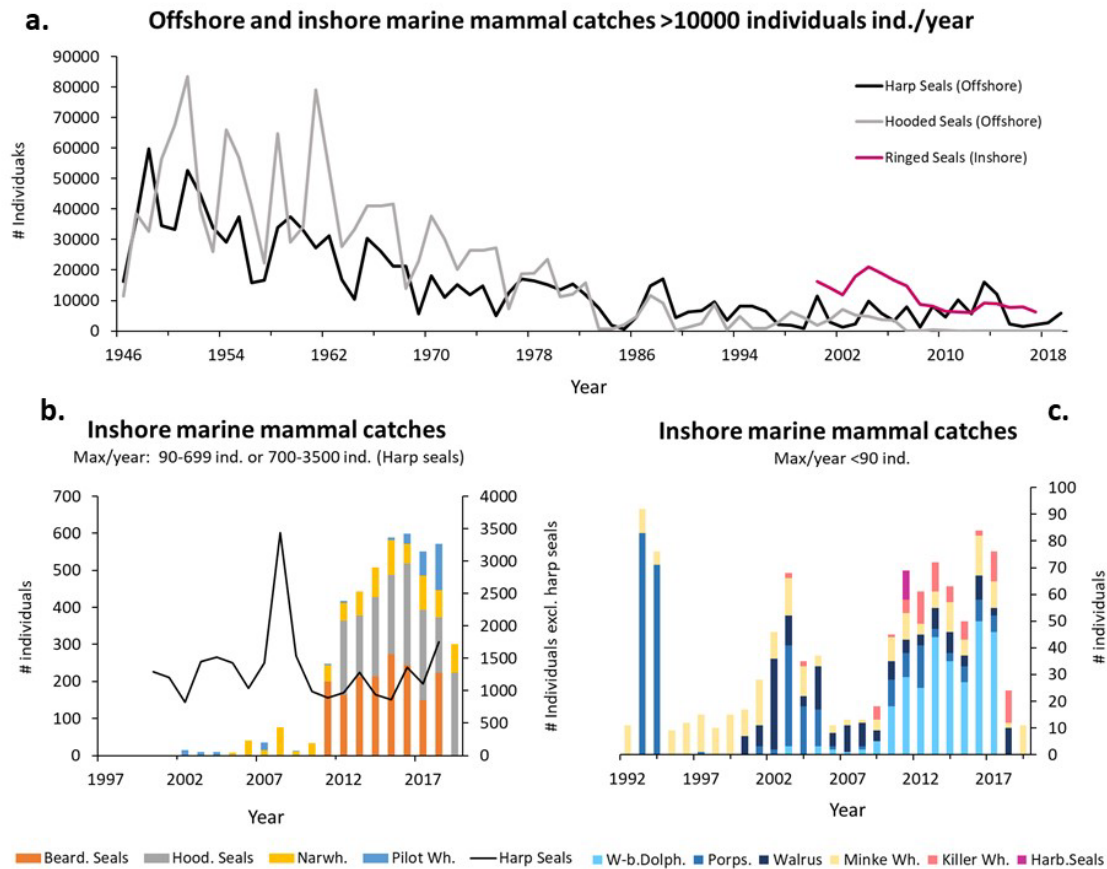 a.
Offshore and inshore marine mammal catches >10000 individuals ind./year
90000
80000
70000
60000
50000
40000
30000
20000
10000
0
# Individuaks
Harp Seals (Offshore)
Hooded Seals (Offshore)
Ringed Seals (Inshore)
1946 1954 1962 1970 1978 1986 1994 2002 2010 2018
Year
b.
Inshore marine mammal catches
Max/year: 90-699 ind. or 700-3500 ind. (Harp seals)
700
600
500
400
300
200
100
0
# individuals
4000
3500
3000
2500
2000
1500
1000
500
0
# Individuals excl. harp seals
1997 2002 2007 2012 2017
Year
c.
Inshore marine mammal catches
Max/year <90 ind.
100
90
80
70
60
50
40
30
20
10
0
# individuals
1992 1997 2002 2007 2012 2017
Year
Beard. Seals Hood. Seals Narwh. Pilot Wh. Harp Seals W-b.Dolph. Porps. Walrus Minke Wh. Killer Wh. Harb.Seals